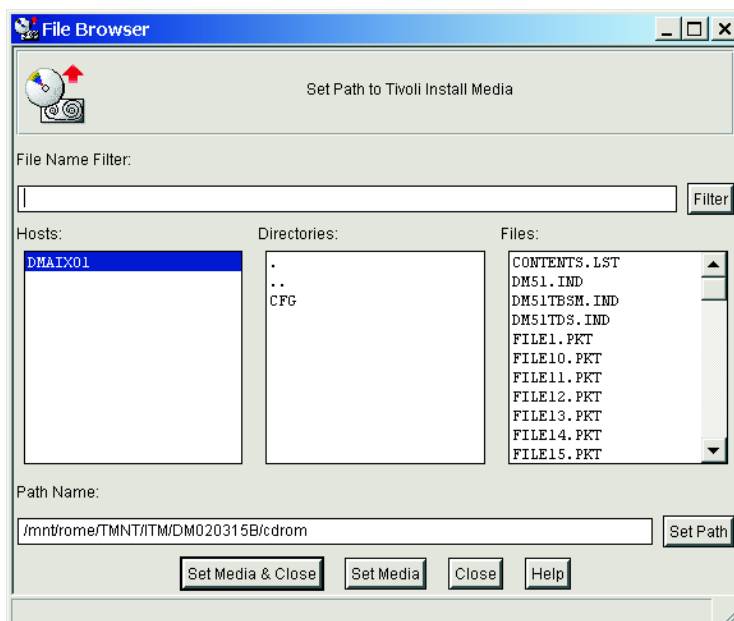 File Browser
Set Path to Tivoli Install Media
File Name Filter:
Filter
Hosts:
Directories:
Files:
DMAIX01
.
..
CFG
CONTENTS.LST
DM51.IND
DM51TBSM.IND
DM51TDS.IND
FILE1.PKT
FILE10.PKT
FILE11.PKT
FILE12.PKT
FILE13.PKT
FILE14.PKT
FILE15.PKT
Path Name:
/mnt/rome/TMNT/ITM/DM020315B/cdrom
Set Path
Set Media & Close
Set Media
Close
Help